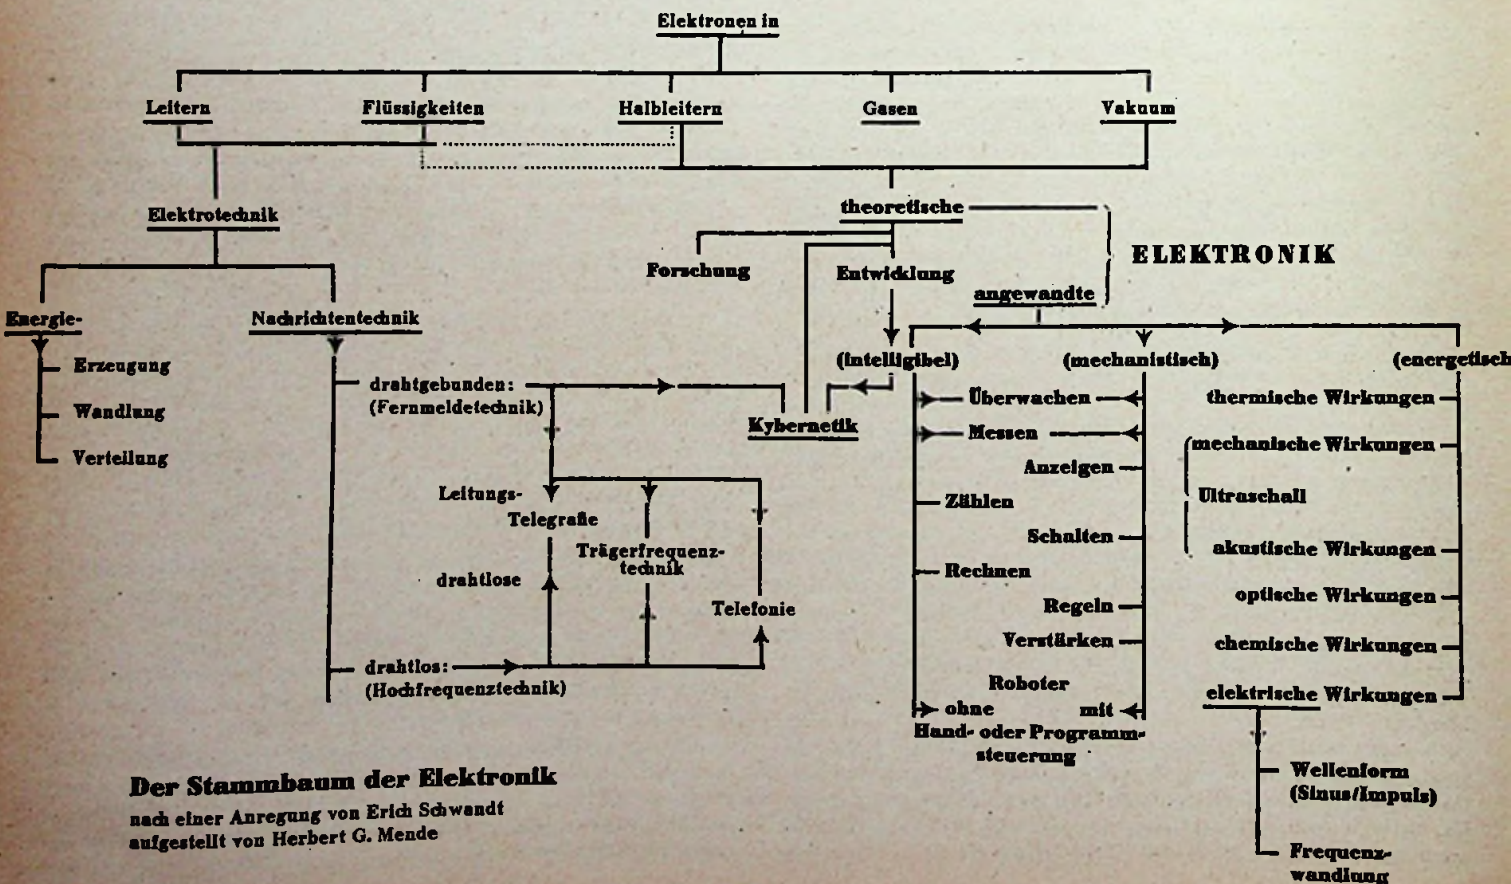 Elektronen in
Leitern
Flüssigkeiten
Halbleitern
Gasen
Vakuum
Elektrotechnik
theoretische
ELEKTRONIK
Forschung
Entwicklung
angewandte
Energie-
Nachrichtentechnik
(intelligibel)
(mechanistisch)
(energetisch
Erzeugung
Wandlung
Verteilung
drahtgebunden:
(Fernmeldetechnik)
Kybernetik
Leitungs-
Telegrafie
Trägerfrequenz-
technik
drahtlose
Telefonie
drahtlos:
(Hochfrequenztechnik)
Überwachen
Messen
Anzeigen
Zählen
Schalten
Rechnen
Regeln
Verstärken
Roboter
ohne mit
Hand- oder Programm-
steuerung
thermische Wirkungen
mechanische Wirkungen
Ultraschall
akustische Wirkungen
optische Wirkungen
chemische Wirkungen
elektrische Wirkungen
Wellenform
(Sinus/Impuls)
Frequenz-
wandlung
Der Stammbaum der Elektronik
nach einer Anregung von Erich Schwandt
aufgestellt von Herbert G. Mende